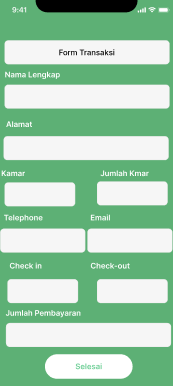 9:41
Form Transaksi
Nama Lengkap
Alamat
Kamar
Jumlah Kmar
Telephone
Email
Check in
Check-out
Jumlah Pembayaran
Selesai